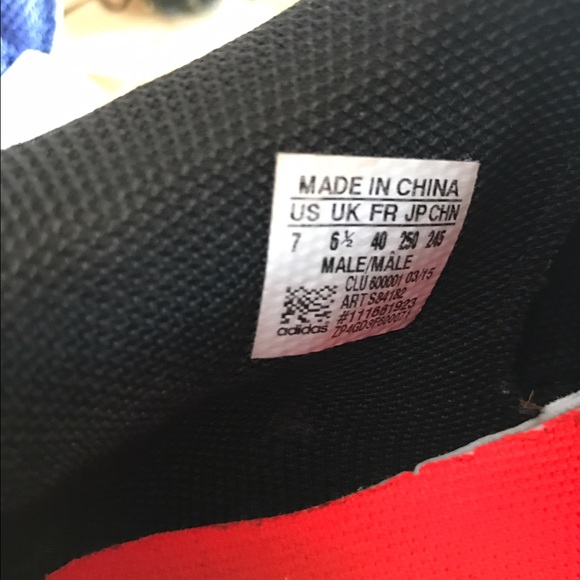 MADE IN CHINA
US UK FR JP CHN
7 6½ 40 250 245
MALE/MÂLE
CLU 600001 03/15
ART S84182
#111681923
adidas